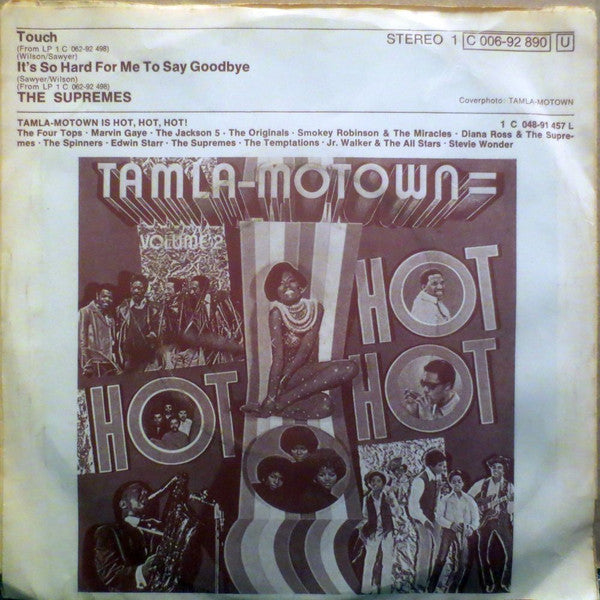 Touch
(From LP 1 C 062-92 498)
(Wilson/Sawyer)
It's So Hard For Me To Say Goodbye
(Sawyer/Wilson)
(From LP 1 C 062-92 498)
THE SUPREMES
STEREO 1 C 006-92 890 U
Coverphoto: TAMLA-MOTOWN
TAMLA-MOTOWN IS HOT, HOT, HOT!
1 C 048-91 457 L
The Four Tops · Marvin Gaye · The Jackson 5 · The Originals · Smokey Robinson & The Miracles · Diana Ross & The Supre-
mes · The Spinners · Edwin Starr · The Supremes · The Temptations · Jr. Walker & The All Stars · Stevie Wonder
TAMLA-MOTOWN=
VOLUME 2
HOT
HOT
HOT